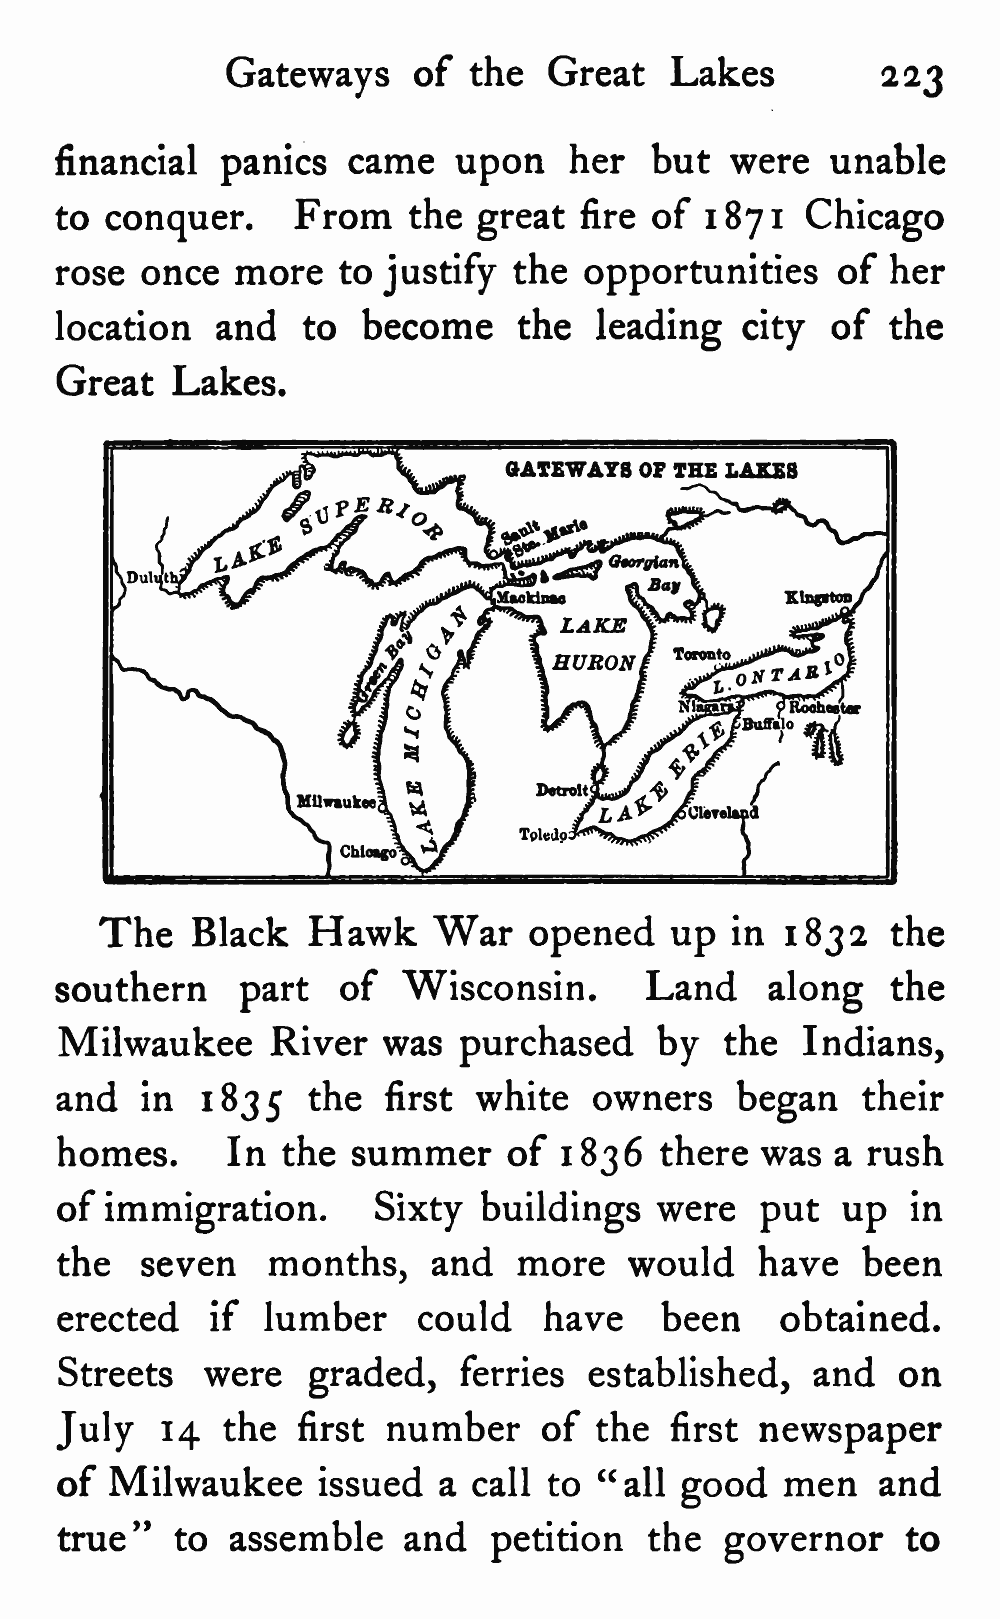 Gateways of the Great Lakes 223
financial panics came upon her but were unable
to conquer. From the great fire of 1871 Chicago
rose once more to justify the opportunities of her
location and to become the leading city of the
Great Lakes.
GATEWAYS OF THE LAKES
LAKE SUPERIOR
Sault
Ste. Marie
Georgian
Bay
Duluth
Mackinac
Kingston
LAKE
HURON
Green Bay
LAKE MICHIGAN
Toronto
L. ONTARIO
Niagara
Rochester
Buffalo
LAKE ERIE
Detroit
Milwaukee
Cleveland
Toledo
Chicago
The Black Hawk War opened up in 1832 the
southern part of Wisconsin. Land along the
Milwaukee River was purchased by the Indians,
and in 1835 the first white owners began their
homes. In the summer of 1836 there was a rush
of immigration. Sixty buildings were put up in
the seven months, and more would have been
erected if lumber could have been obtained.
Streets were graded, ferries established, and on
July 14 the first number of the first newspaper
of Milwaukee issued a call to “all good men and
true” to assemble and petition the governor to